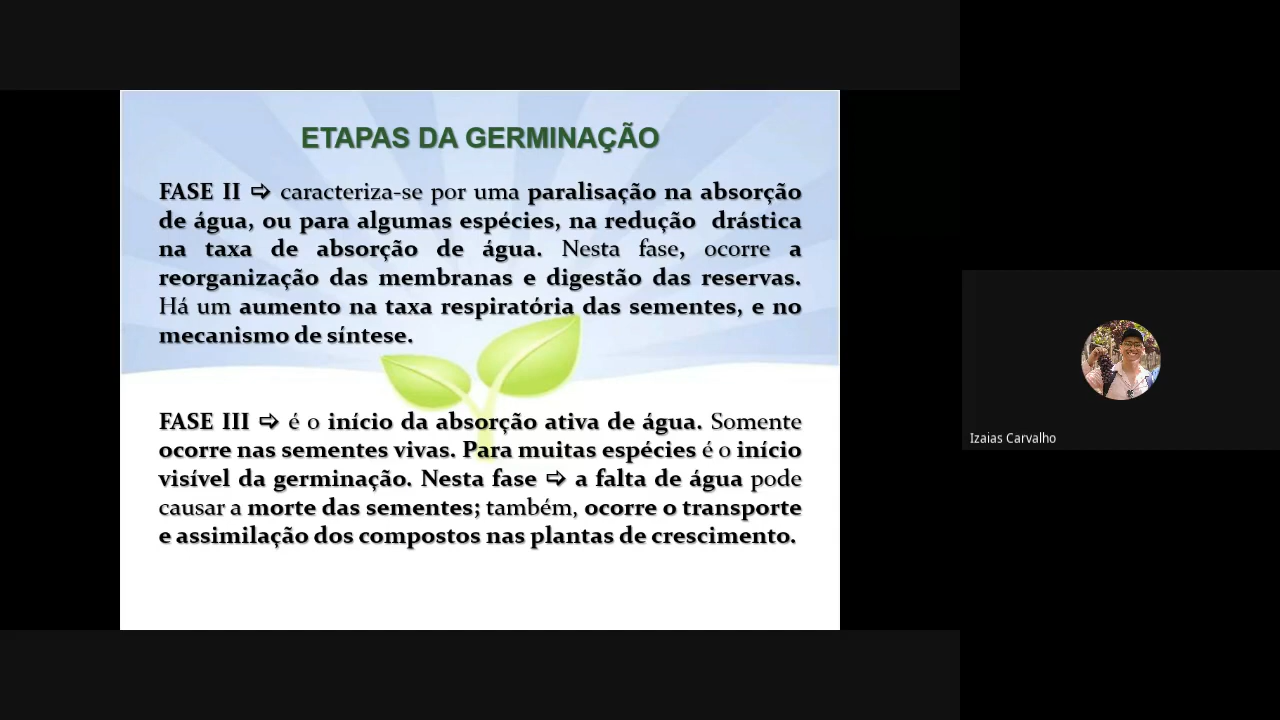 ETAPAS DA GERMINAÇÃO
FASE II ⇨ caracteriza-se por uma paralisação na absorção
de água, ou para algumas espécies, na redução drástica
na taxa de absorção de água. Nesta fase, ocorre a
reorganização das membranas e digestão das reservas.
Há um aumento na taxa respiratória das sementes, e no
mecanismo de síntese.
FASE III ⇨ é o início da absorção ativa de água. Somente
ocorre nas sementes vivas. Para muitas espécies é o início
visível da germinação. Nesta fase ⇨ a falta de água pode
causar a morte das sementes; também, ocorre o transporte
e assimilação dos compostos nas plantas de crescimento.
Izaias Carvalho